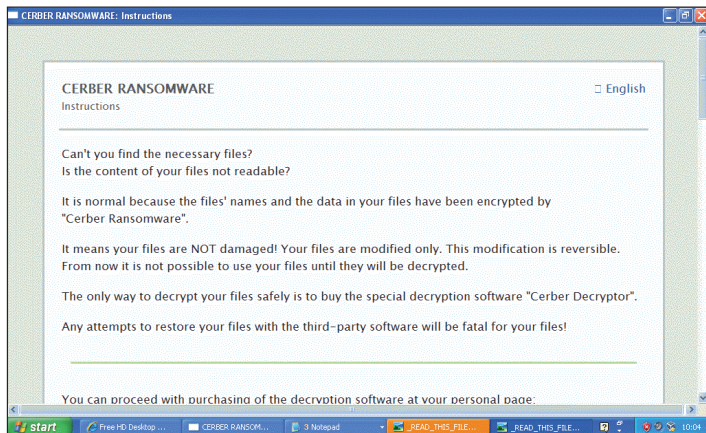 CERBER RANSOMWARE: Instructions
CERBER RANSOMWARE
English
Instructions
Can't you find the necessary files?
Is the content of your files not readable?
It is normal because the files' names and the data in your files have been encrypted by
"Cerber Ransomware".
It means your files are NOT damaged! Your files are modified only. This modification is reversible.
From now it is not possible to use your files until they will be decrypted.
The only way to decrypt your files safely is to buy the special decryption software "Cerber Decryptor".
Any attempts to restore your files with the third-party software will be fatal for your files!
You can proceed with purchasing of the decryption software at your personal page:
start
Free HD Desktop ...
CERBER RANSOM...
3 Notepad
_READ_THIS_FILE...
_READ_THIS_FILE...
10:04